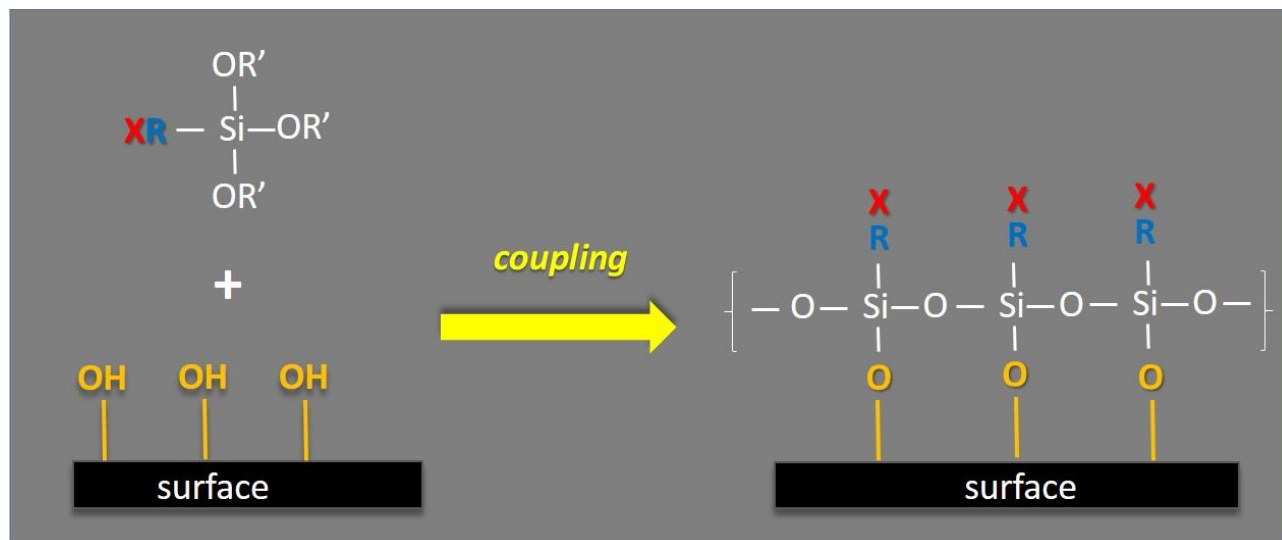 OR’
XR — Si — OR’
OR’
+
OH OH OH
surface
coupling
X X X
R R R
— O — Si — O — Si — O — Si — O —
O O O
surface